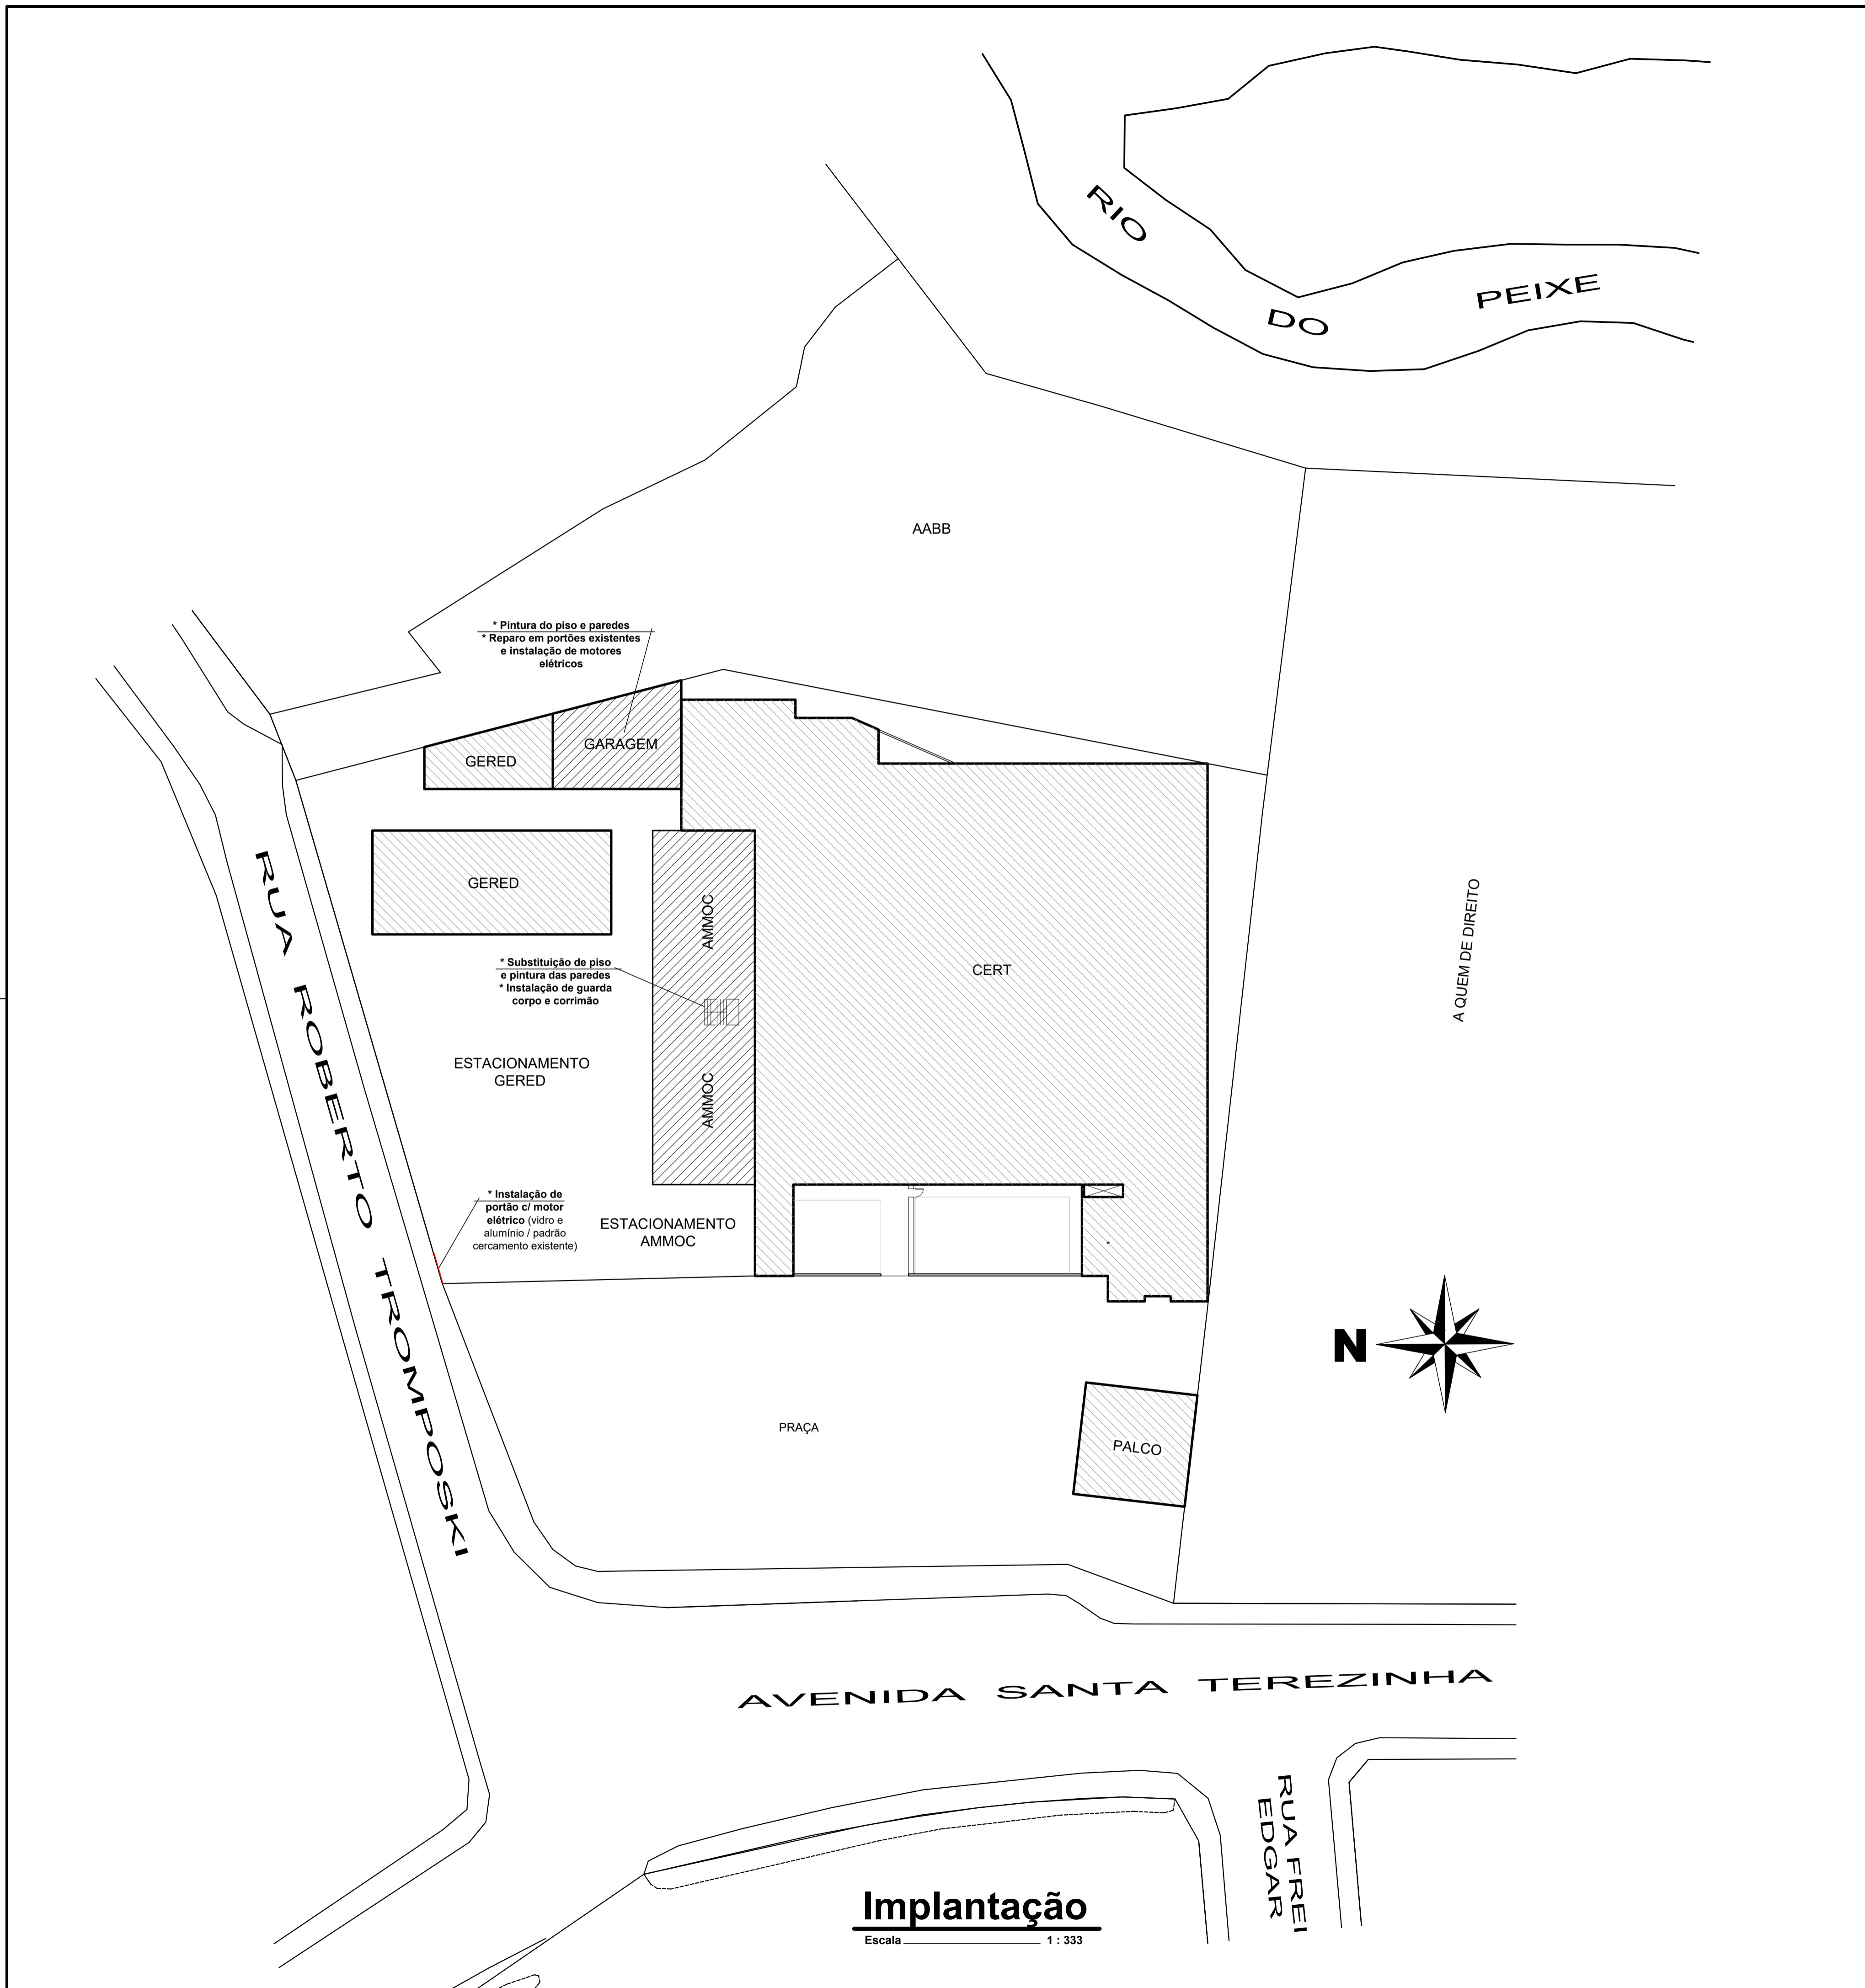 RIO
DO
PEIXE
AABB
* Pintura do piso e paredes
* Reparo em portões existentes
e instalação de motores
elétricos
GARAGEM
GERED
GERED
AMMOC
CERT
A QUEM DE DIREITO
* Substituição de piso
e pintura das paredes
* Instalação de guarda
corpo e corrimão
ESTACIONAMENTO
GERED
AMMOC
RUA ROBERTO TROMPOSKI
* Instalação de
portão c/ motor
elétrico (vidro e
alumínio / padrão
cercamento existente)
ESTACIONAMENTO
AMMOC
*
N
PRAÇA
PALCO
AVENIDA SANTA TEREZINHA
RUA FREI
EDGAR
Implantação
Escala 1 : 333